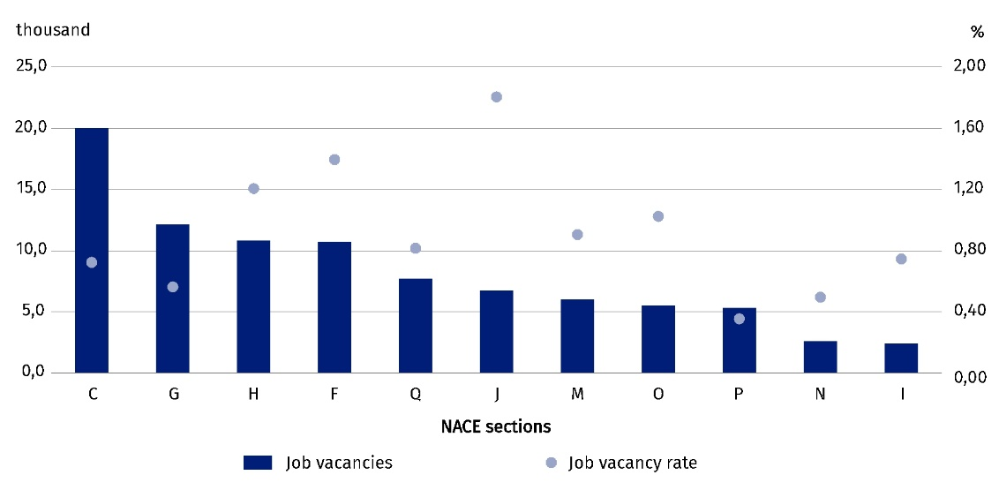 thousand %
25,0 2,00
20,0 1,60
15,0 1,20
10,0 0,80
5,0 0,40
0,0 0,00
C G H F Q J M O P N I
NACE sections
Job vacancies Job vacancy rate